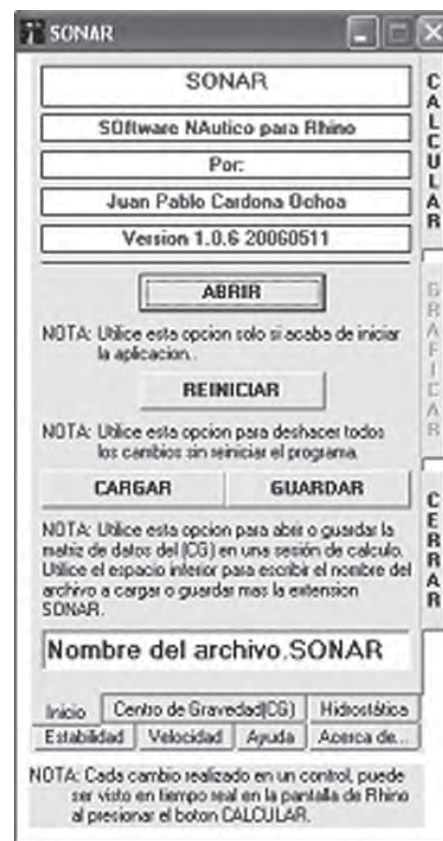 SONAR
SONAR
SOftware NAutico para Rhino
Por:
Juan Pablo Cardona Ochoa
Version 1.0.6 20060511
ABRIR
NOTA: Utilice esta opcion solo si acaba de iniciar
la aplicacion..
REINICIAR
NOTA: Utilice esta opcion para deshacer todos
los cambios sin reiniciar el programa.
CARGAR GUARDAR
NOTA: Utilice esta opcion para abrir o guardar la
matriz de datos del (CG) en una sesión de calculo.
Utilice el espacio inferior para escribir el nombre del
archivo a cargar o guardar mas la extension
SONAR.
Nombre del archivo.SONAR
Inicio Centro de Gravedad(CG) Hidrostática
Estabilidad Velocidad Ayuda Acerca de...
NOTA: Cada cambio realizado en un control, puede
ser visto en tiempo real en la pantalla de Rhino
al presionar el boton CALCULAR.
CALCULAR
GRAFICAR
CERRAR